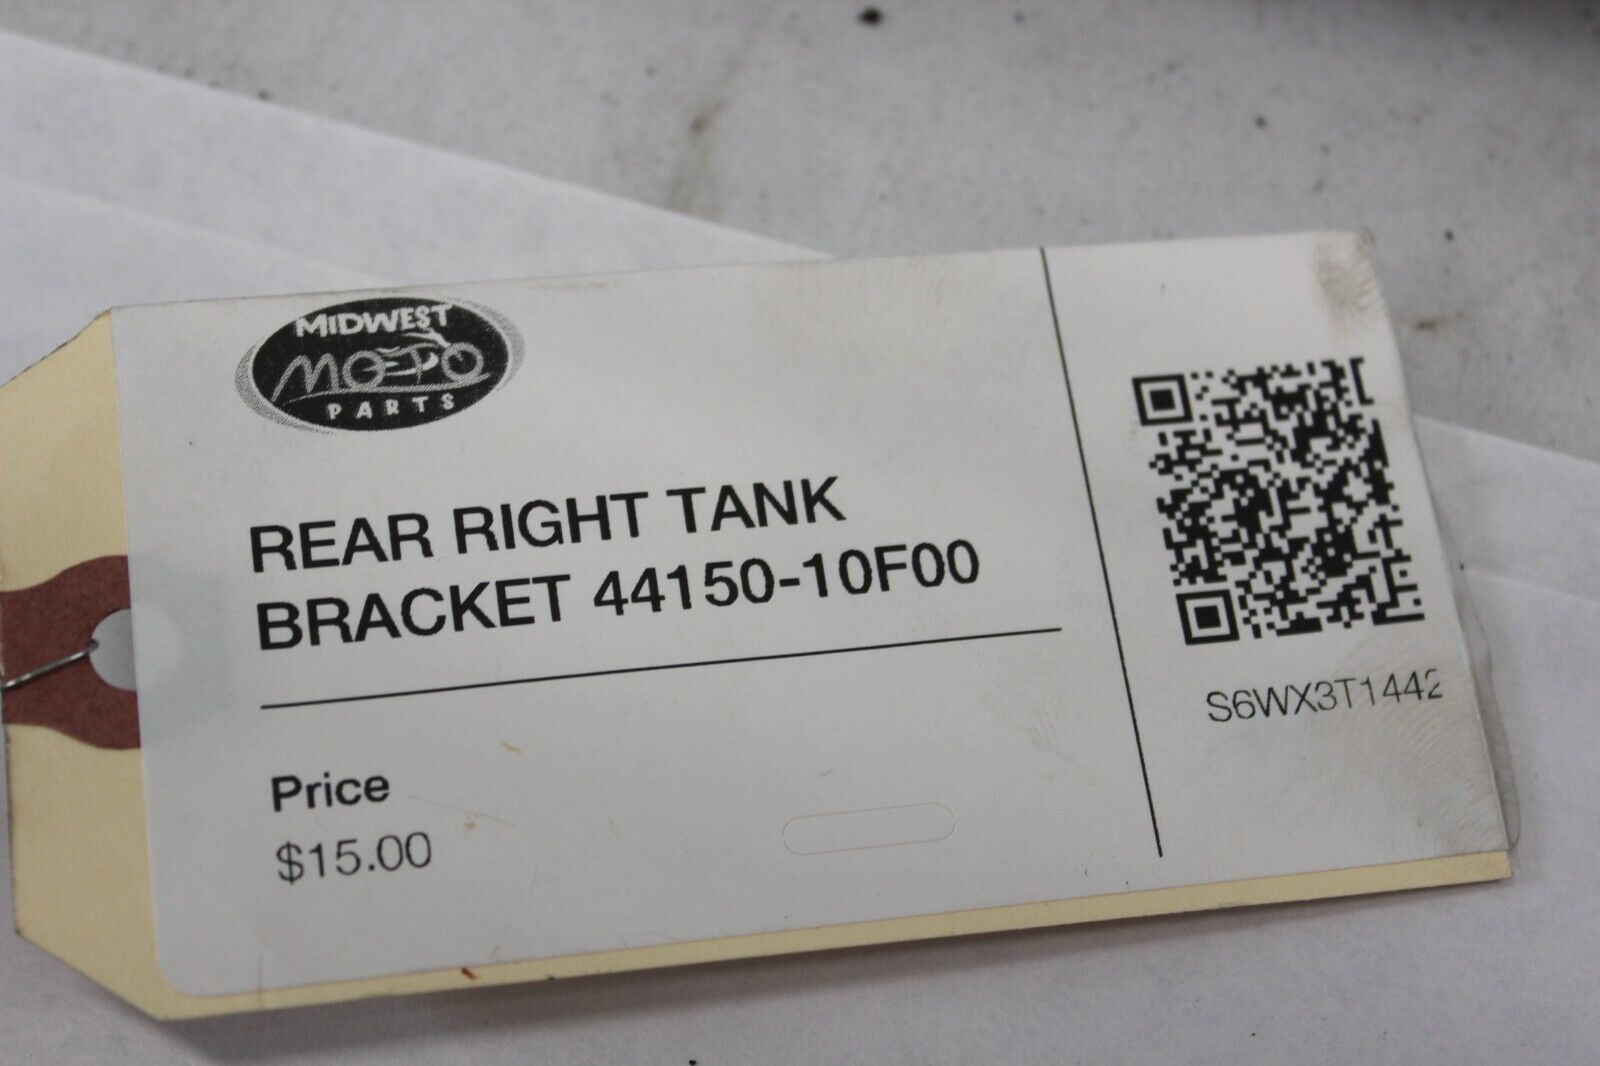 MIDWEST
MOTO
PARTS
REAR RIGHT TANK
BRACKET 44150-10F00
Price
$15.00
S6WX3T1442